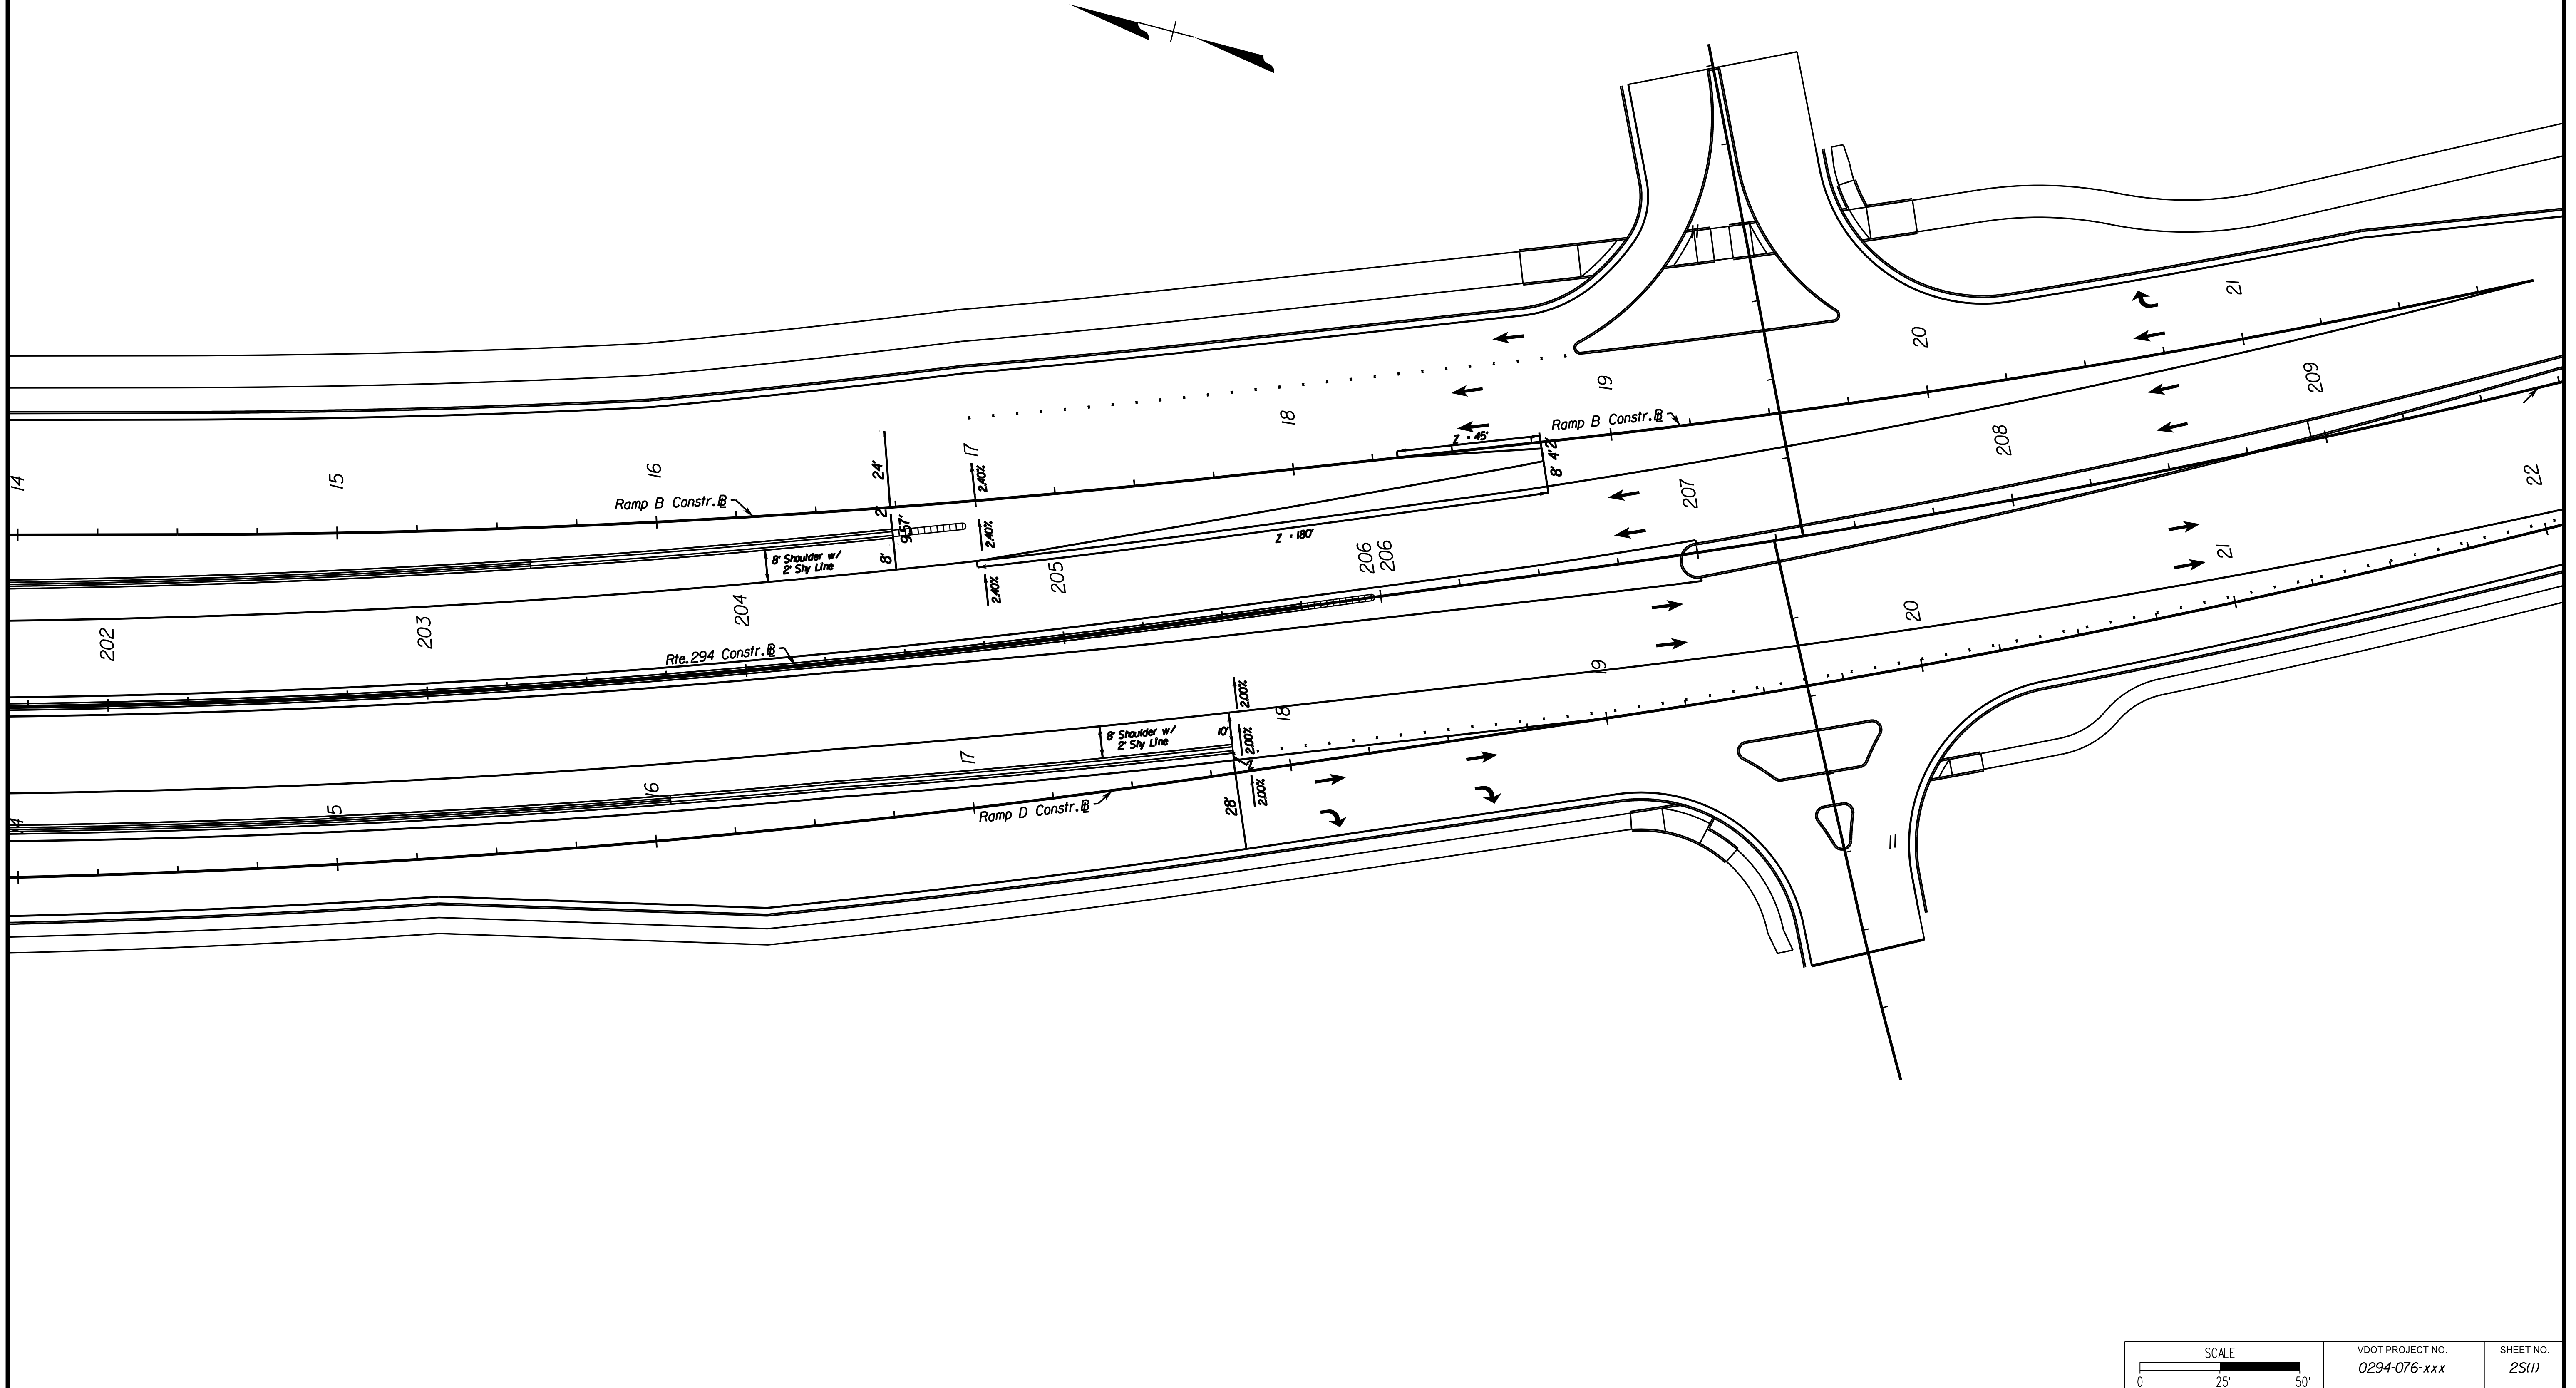 21
20
209
19
18
Ramp B Constr. B
Z = 45'
8' 4' 2'
17
24'
2.40%
16
15
14
Ramp B Constr. B
2'
9.57'
8'
2.40%
8' Shoulder w/
2' Shy Line
2.40%
Z = 180'
208
207
22
206
206
205
204
203
202
Rte. 294 Constr. B
21
20
19
18
2.00%
8' Shoulder w/
2' Shy Line
10'
2.00%
2'
2.00%
28'
17
16
15
14
Ramp D Constr. B
11
11
SCALE
0 25' 50'
VDOT PROJECT NO.
0294-076-xxx
SHEET NO.
2S(1)